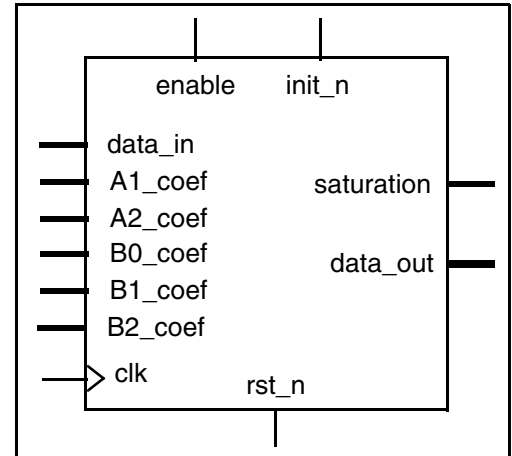 enable init_n
data_in
A1_coef
saturation
A2_coef
B0_coef
data_out
B1_coef
B2_coef
clk
rst_n